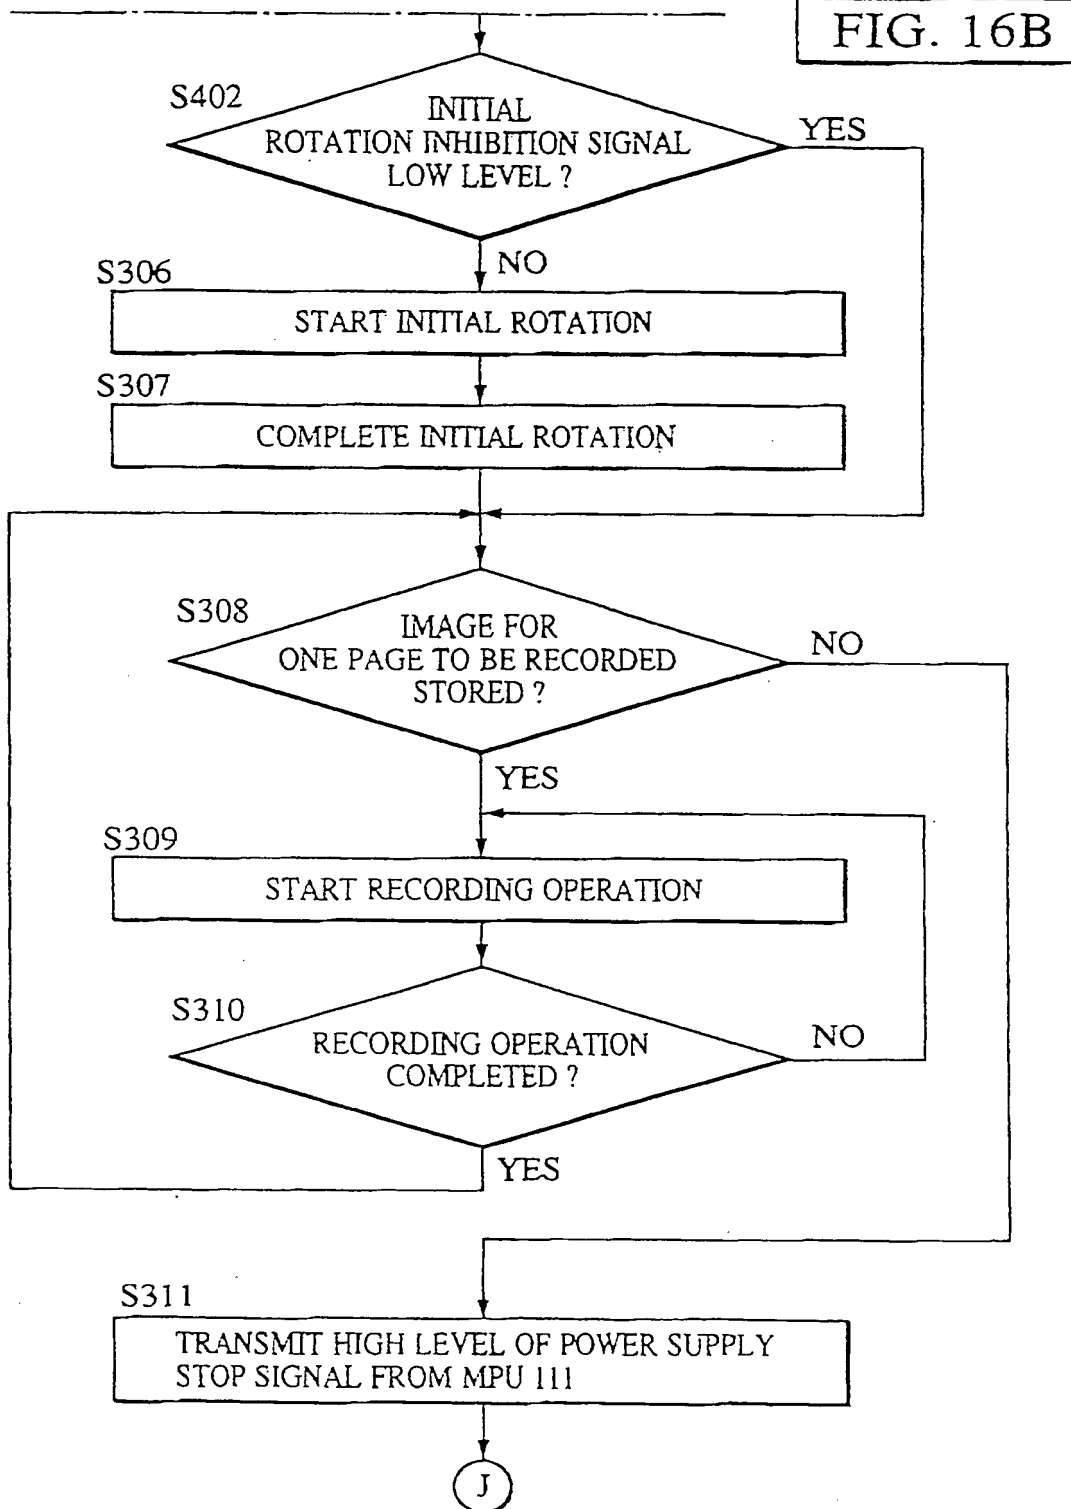 FIG. 16B
S402
INITIAL
ROTATION INHIBITION SIGNAL
LOW LEVEL ?
YES
NO
S306
START INITIAL ROTATION
S307
COMPLETE INITIAL ROTATION
S308
IMAGE FOR
ONE PAGE TO BE RECORDED
STORED ?
NO
YES
S309
START RECORDING OPERATION
S310
RECORDING OPERATION
COMPLETED ?
NO
YES
S311
TRANSMIT HIGH LEVEL OF POWER SUPPLY
STOP SIGNAL FROM MPU 111
J